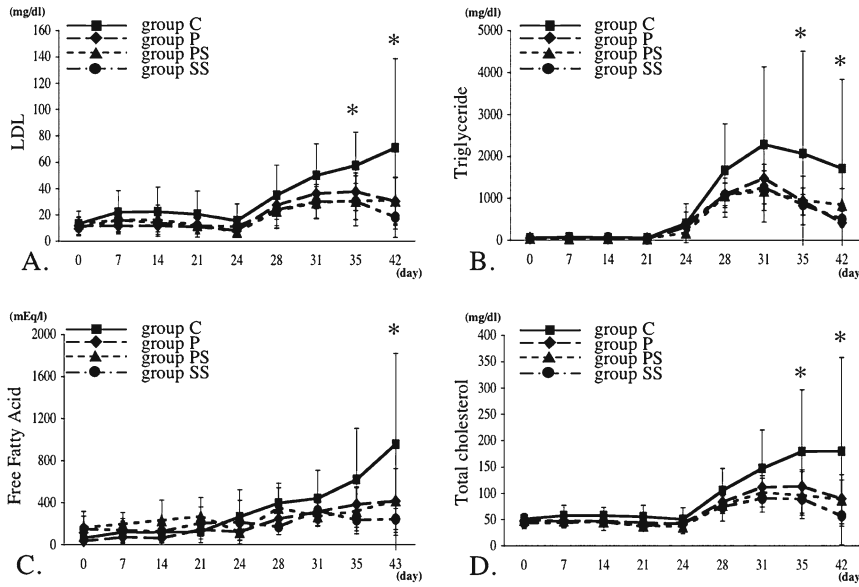 (mg/dl)
160
140
120
100
80
60
40
20
0
LDL
group C
group P
group PS
group SS
*
*
0 7 14 21 24 28 31 35 42
(day)
A.
(mg/dl)
5000
4000
3000
2000
1000
0
Triglyceride
group C
group P
group PS
group SS
*
*
0 7 14 21 24 28 31 35 42
(day)
B.
(mEq/l)
2000
1600
1200
800
400
0
Free Fatty Acid
group C
group P
group PS
group SS
*
0 7 14 21 24 28 31 35 43
(day)
C.
(mg/dl)
400
350
300
250
200
150
100
50
0
Total cholesterol
group C
group P
group PS
group SS
*
*
0 7 14 21 24 28 31 35 42
(day)
D.